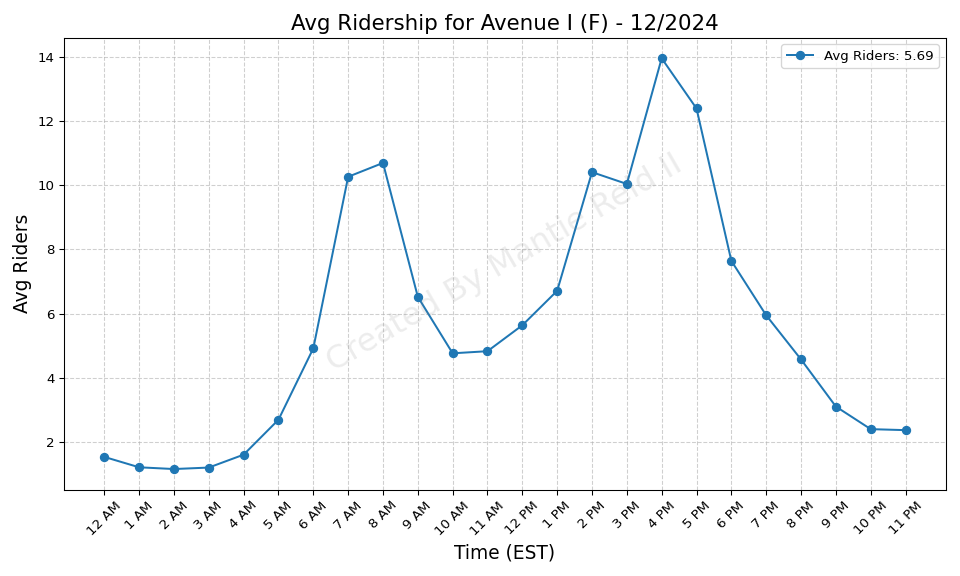 Avg Ridership for Avenue I (F) - 12/2024
Avg Riders: 5.69
Avg Riders
14
12
10
8
6
4
2
Created By Mantle Reid II
12 AM
1 AM
2 AM
3 AM
4 AM
5 AM
6 AM
7 AM
8 AM
9 AM
10 AM
11 AM
12 PM
1 PM
2 PM
3 PM
4 PM
5 PM
6 PM
7 PM
8 PM
9 PM
10 PM
11 PM
Time (EST)